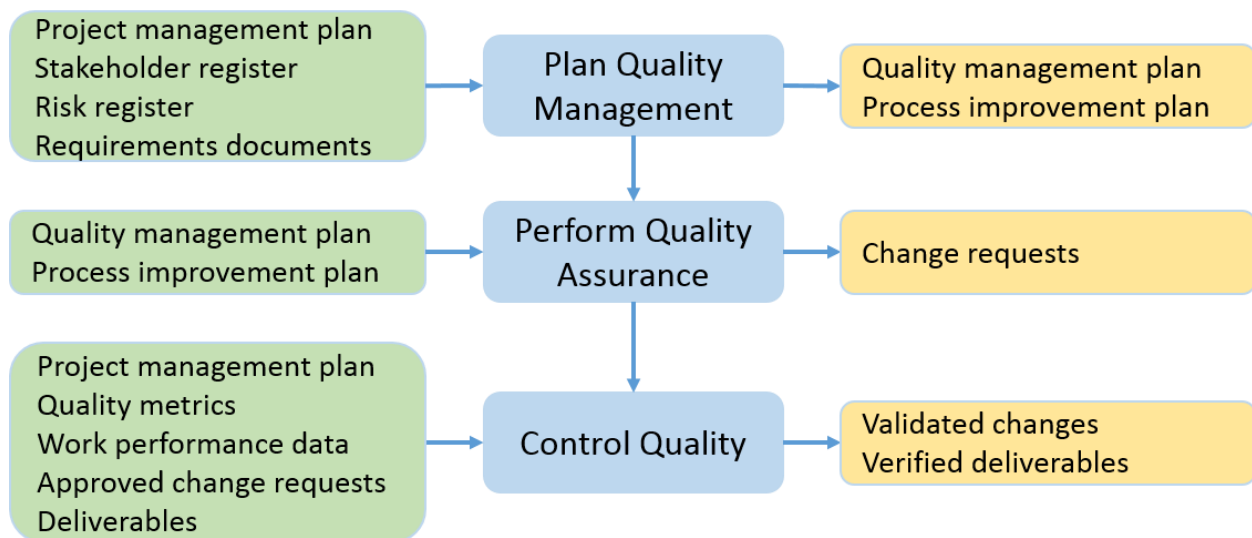 Project management plan
Stakeholder register
Risk register
Requirements documents
Plan Quality
Management
Quality management plan
Process improvement plan
Quality management plan
Process improvement plan
Perform Quality
Assurance
Change requests
Project management plan
Quality metrics
Work performance data
Approved change requests
Deliverables
Control Quality
Validated changes
Verified deliverables